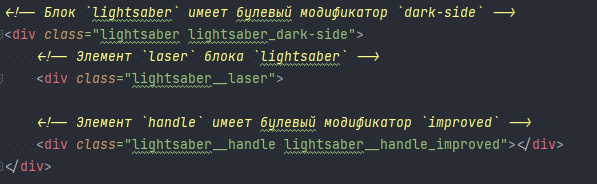 <!-- Блок `lightsaber` имеет булевый модификатор `dark-side` -->
<div class="lightsaber lightsaber_dark-side">
<!-- Элемент `laser` блока `lightsaber` -->
<div class="lightsaber__laser">
<!-- Элемент `handle` имеет булевый модификатор `improved` -->
<div class="lightsaber__handle lightsaber__handle_improved"></div>
</div>